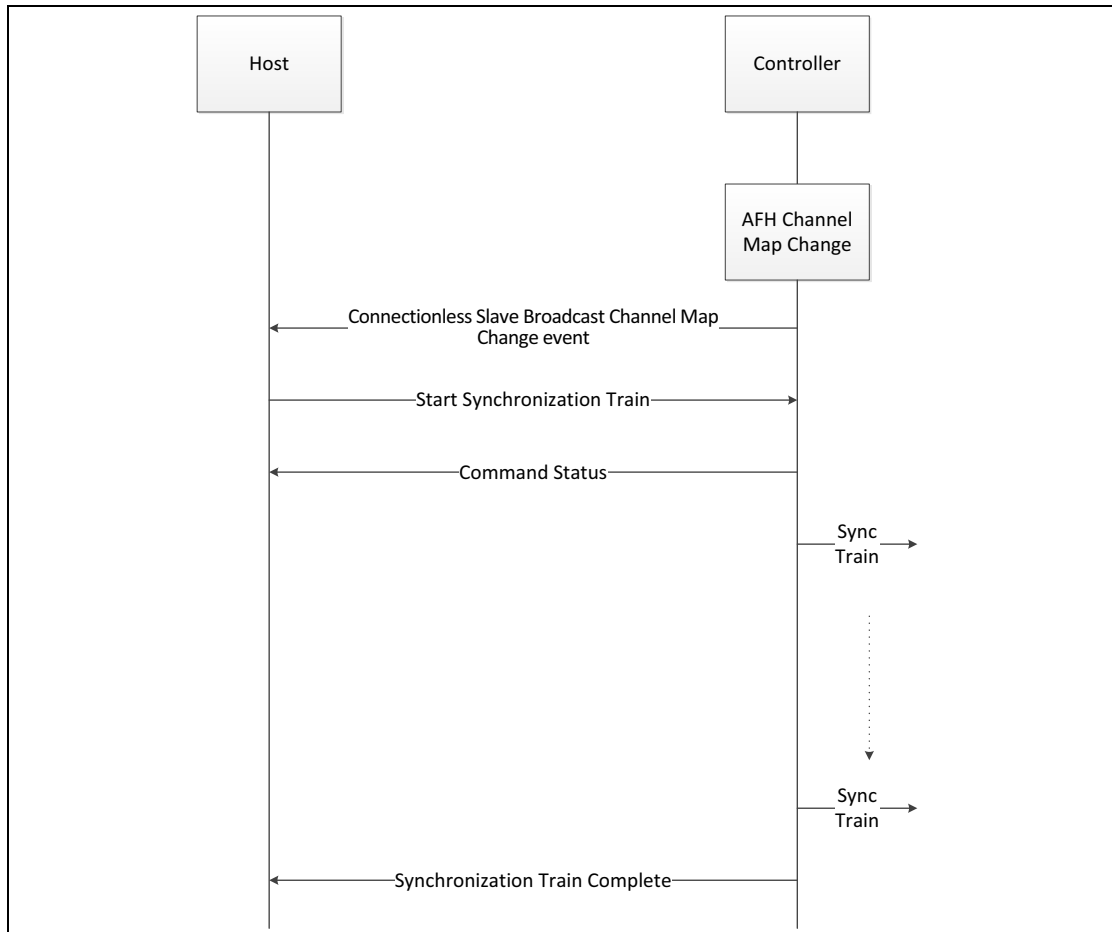 Host
Controller
AFH Channel
Map Change
Connectionless Slave Broadcast Channel Map
Change event
Start Synchronization Train
Command Status
Sync
Train
Sync
Train
Synchronization Train Complete